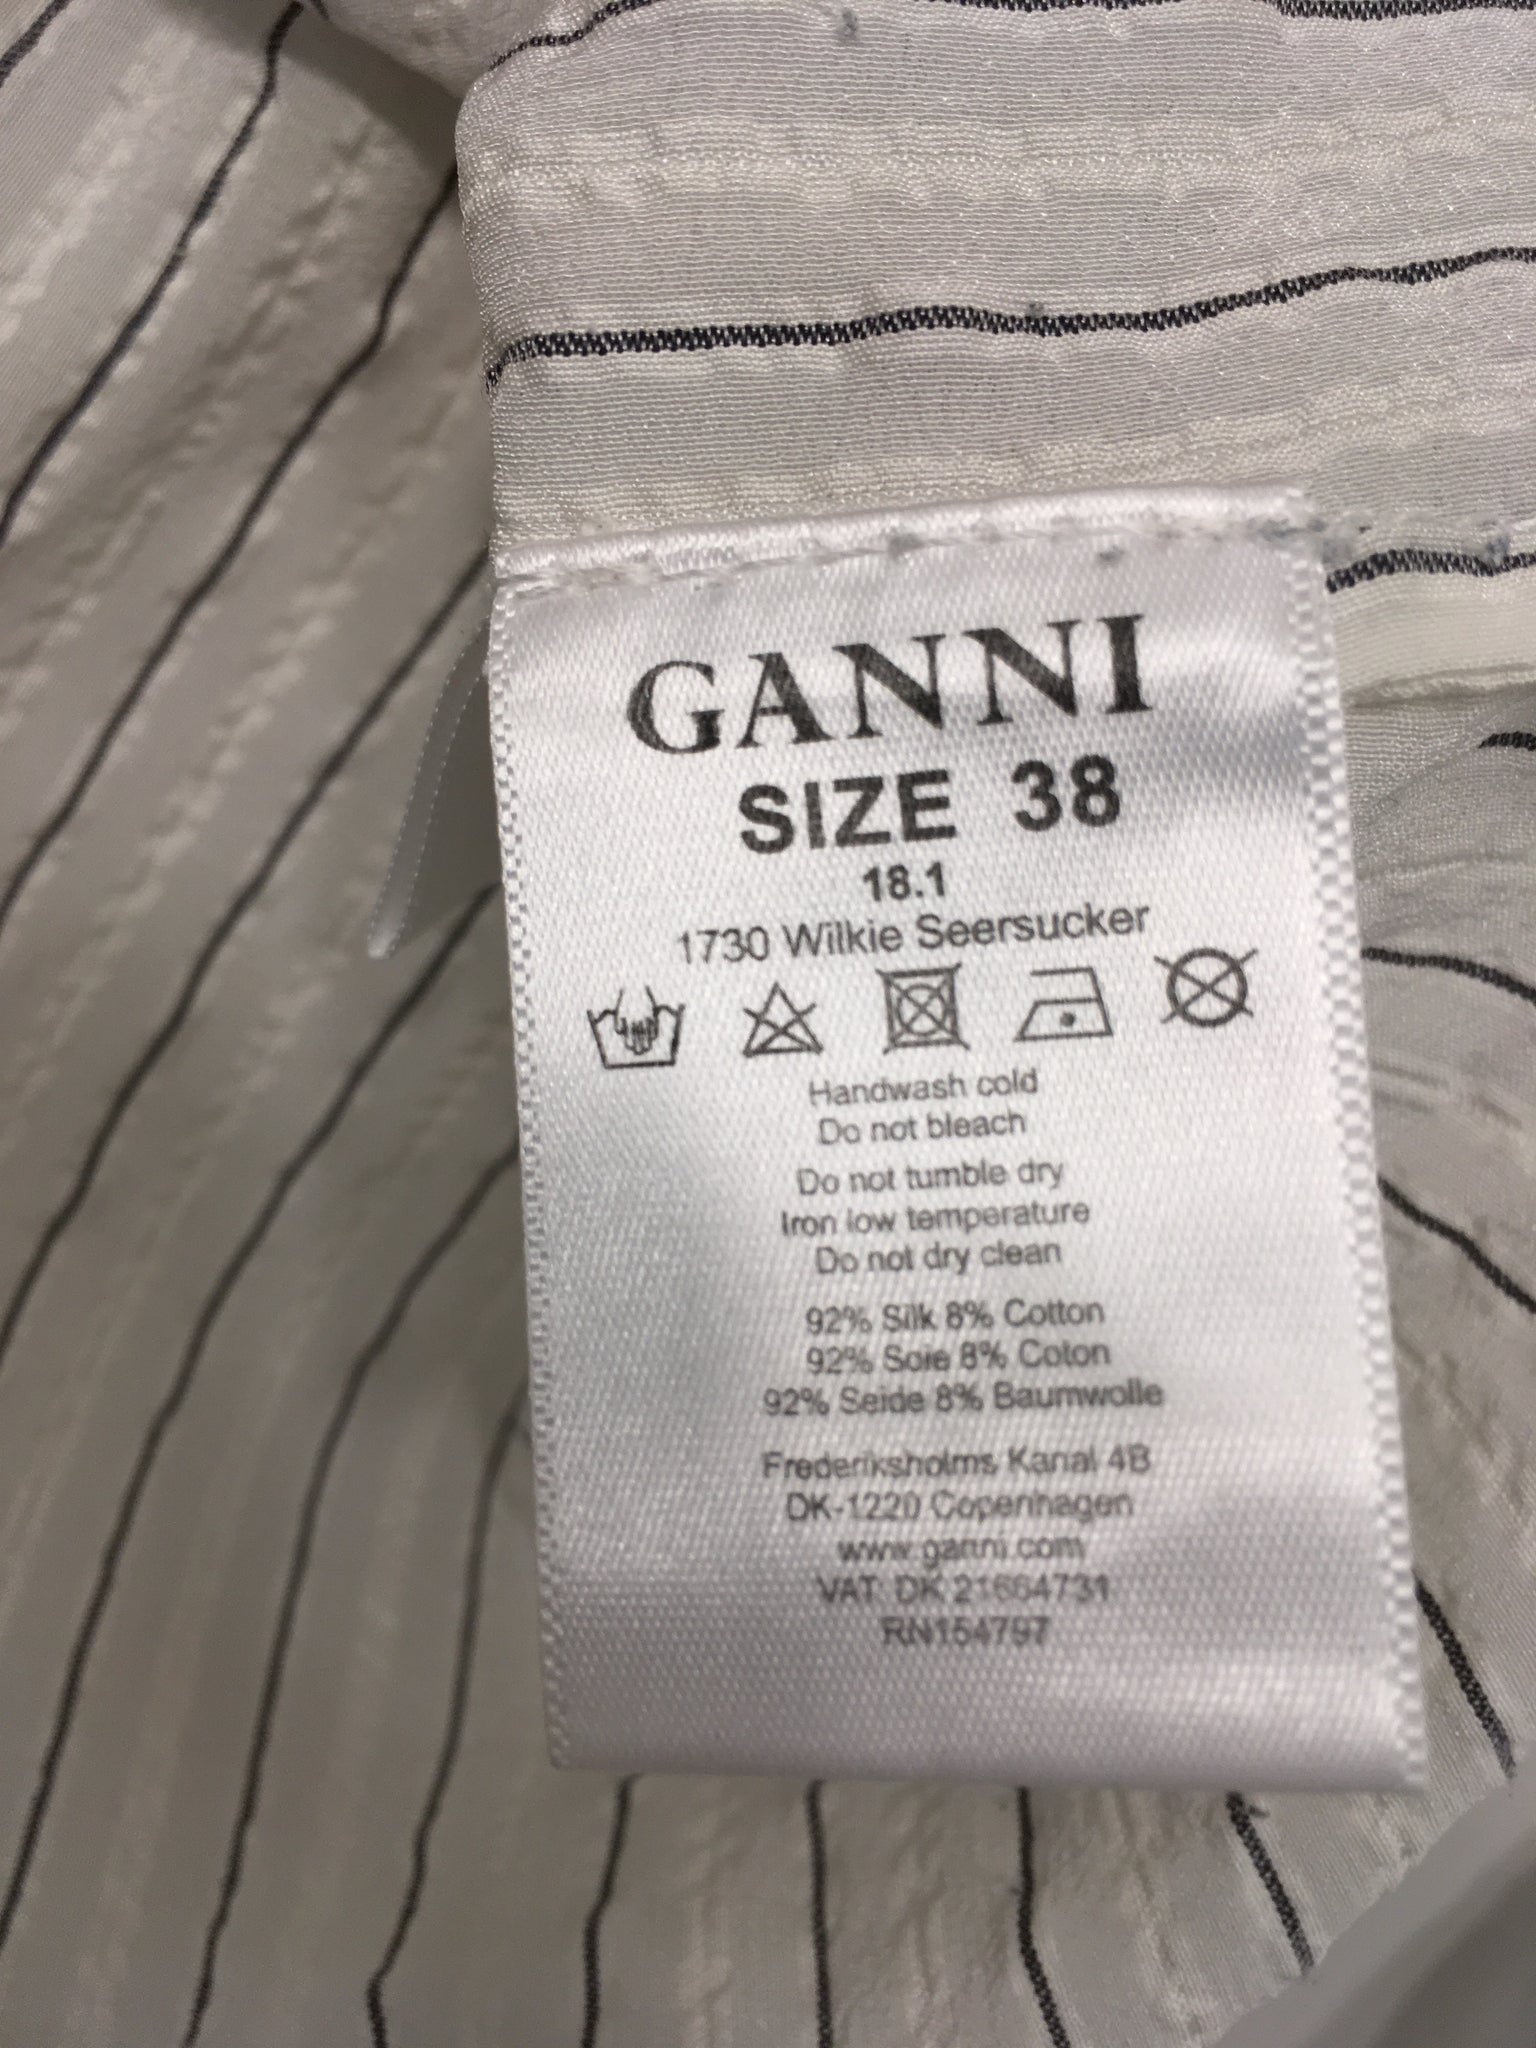 GANNI
SIZE 38
18.1
1730 Wilkie Seersucker
Handwash cold
Do not bleach
Do not tumble dry
Iron low temperature
Do not dry clean
92% Silk 8% Cotton
92% Soie 8% Coton
92% Seide 8% Baumwolle
Frederiksholms Kanal 4B
DK-1220 Copenhagen
www.ganni.com
VAT: DK 21664731
RN154797